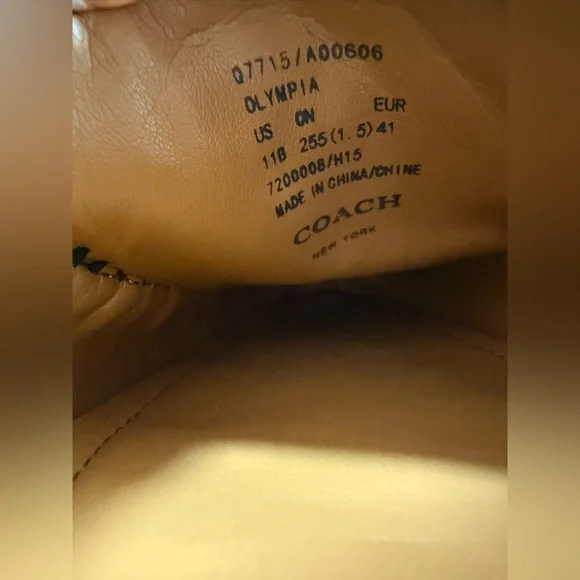 Q7715/A00606
OLYMPIA
US CN EUR
11B 255(1.5)41
7200008/H15
MADE IN CHINA/CHINE
COACH
NEW YORK